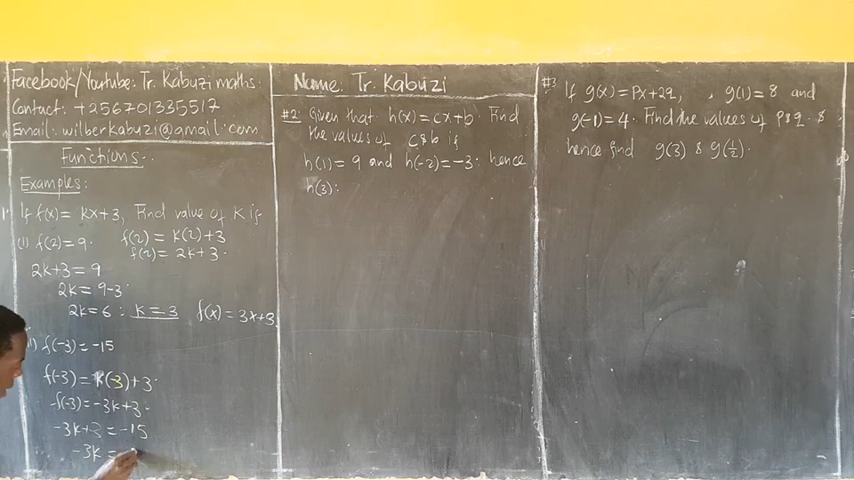 Facebook/Youtube: Tr. Kabuzi maths.
Contact: +256701335517
Email: wilberkabuzi@gmail.com
Functions..
Examples:
If f(x) = kx+3, Find value of K if
(i) f(2) = 9. f(2) = k(2)+3
f(2) = 2k+3.
2k+3 = 9
2k = 9-3.
2k = 6 : k = 3 f(x) = 3x+3
f(-3) = -15
f(-3) = k(-3)+3.
f(-3) = -3k+3.
-3k+3 = -15
-3k =
Name: Tr. Kabuzi
#2. Given that h(x) = cx+b. Find
the values of c&b if
h(1) = 9 and h(-2) = -3. hence
h(3):
#3 If g(x) = Px+2q, , g(1) = 8 and
g(-1) = 4. Find the values of P&q. &
hence find g(3) & g(1/2).